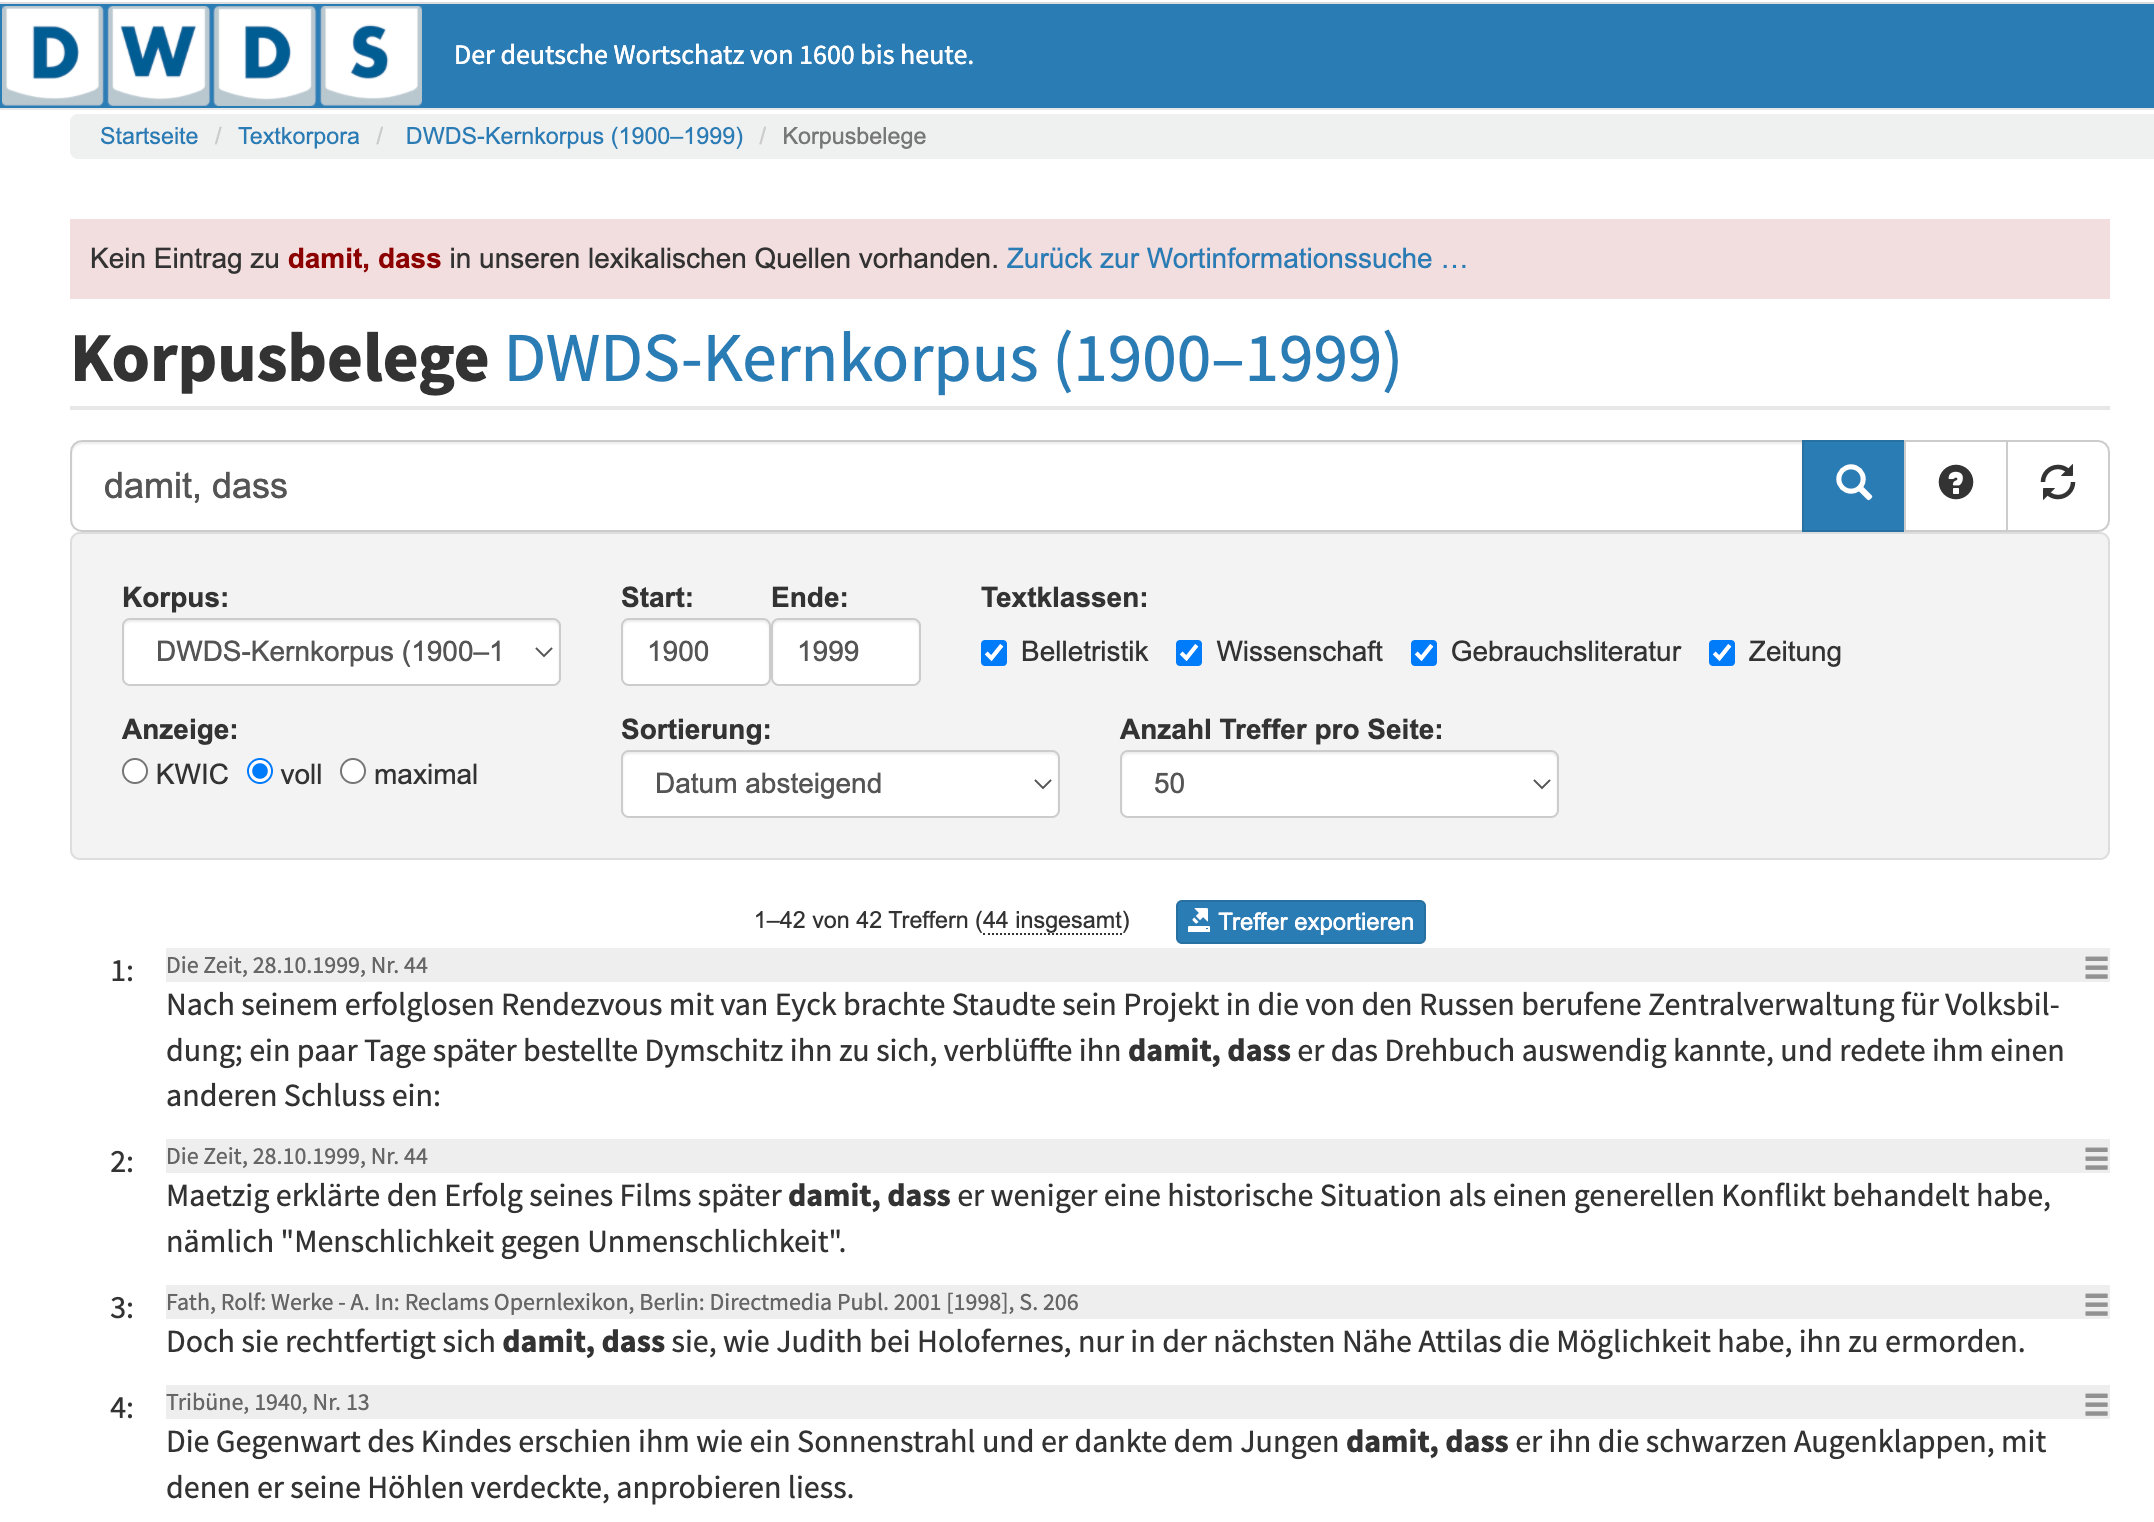 DWDS Der deutsche Wortschatz von 1600 bis heute.
Startseite / Textkorpora / DWDS-Kernkorpus (1900–1999) / Korpusbelege
Kein Eintrag zu damit, dass in unseren lexikalischen Quellen vorhanden. Zurück zur Wortinformationssuche …
Korpusbelege DWDS-Kernkorpus (1900–1999)
damit, dass
Korpus: Start: Ende: Textklassen:
DWDS-Kernkorpus (1900–1 1900 1999 Belletristik Wissenschaft Gebrauchsliteratur Zeitung
Anzeige: Sortierung: Anzahl Treffer pro Seite:
KWIC voll maximal Datum absteigend 50
1–42 von 42 Treffern (44 insgesamt) Treffer exportieren
1: Die Zeit, 28.10.1999, Nr. 44
Nach seinem erfolglosen Rendezvous mit van Eyck brachte Staudte sein Projekt in die von den Russen berufene Zentralverwaltung für Volksbil-
dung; ein paar Tage später bestellte Dymschitz ihn zu sich, verblüffte ihn damit, dass er das Drehbuch auswendig kannte, und redete ihm einen
anderen Schluss ein:
2: Die Zeit, 28.10.1999, Nr. 44
Maetzig erklärte den Erfolg seines Films später damit, dass er weniger eine historische Situation als einen generellen Konflikt behandelt habe,
nämlich "Menschlichkeit gegen Unmenschlichkeit".
3: Fath, Rolf: Werke - A. In: Reclams Opernlexikon, Berlin: Directmedia Publ. 2001 [1998], S. 206
Doch sie rechtfertigt sich damit, dass sie, wie Judith bei Holofernes, nur in der nächsten Nähe Attilas die Möglichkeit habe, ihn zu ermorden.
4: Tribüne, 1940, Nr. 13
Die Gegenwart des Kindes erschien ihm wie ein Sonnenstrahl und er dankte dem Jungen damit, dass er ihn die schwarzen Augenklappen, mit
denen er seine Höhlen verdeckte, anprobieren liess.